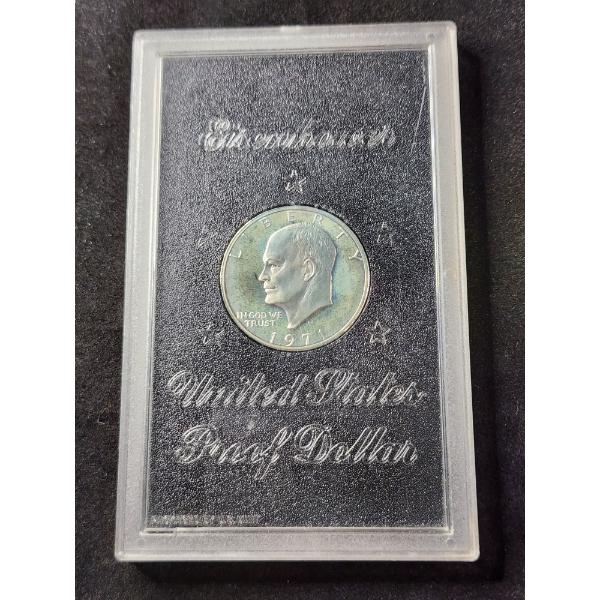 Eisenhower
LIBERTY
IN GOD WE
TRUST
1971
United States
Proof Dollar